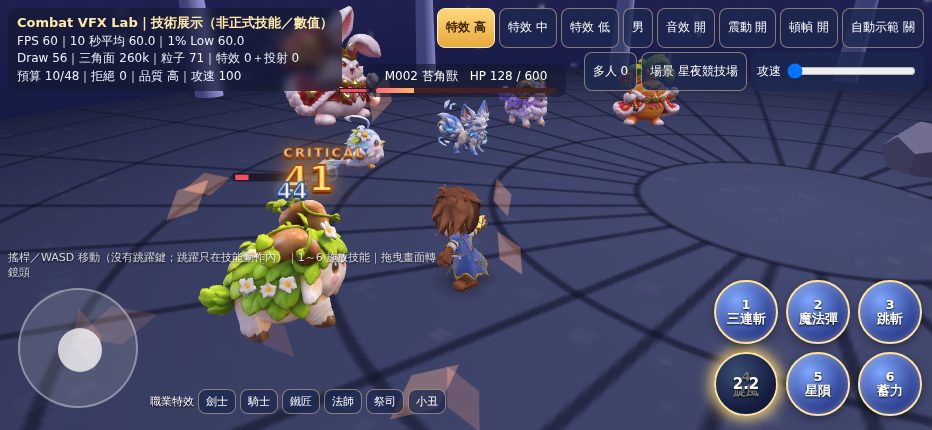 Combat VFX Lab｜技術展示（非正式技能／數值）
FPS 60｜10 秒平均 60.0｜1% Low 60.0
Draw 56｜三角面 260k｜粒子 71｜特效 0＋投射 0
預算 10/48｜拒絕 0｜品質 高｜攻速 100
特效 高
特效 中
特效 低
男
音效 開
震動 開
頓幀 開
自動示範 關
M002 苔角獸 HP 128 / 600
多人 0
場景 星夜競技場
攻速
CRITICAL
41
44
搖桿／WASD 移動（沒有跳躍鍵；跳躍只在技能動作內）｜1～6 施放技能｜拖曳畫面轉
鏡頭
1
三連斬
2
魔法彈
3
跳斬
2.2
旋風
5
星隕
6
蓄力
職業特效
劍士
騎士
鐵匠
法師
祭司
小丑